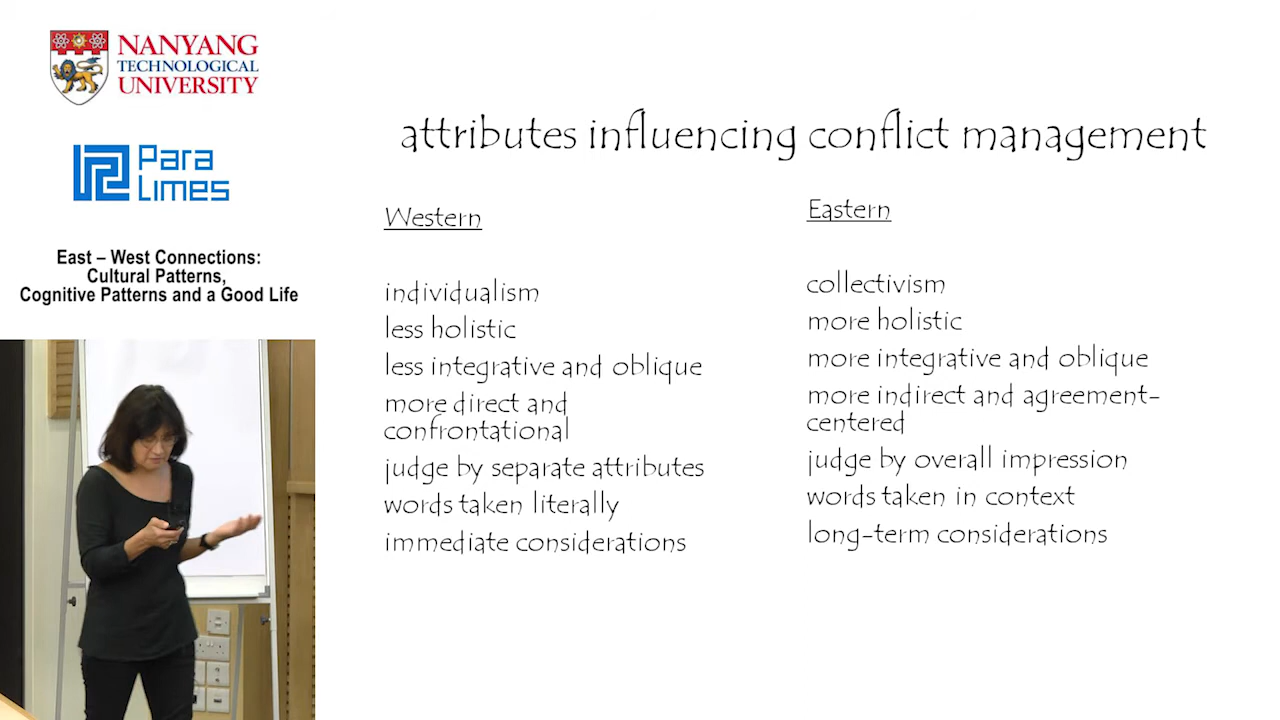 NANYANG
TECHNOLOGICAL
UNIVERSITY
Para
Limes
East – West Connections:
Cultural Patterns,
Cognitive Patterns and a Good Life
attributes influencing conflict management
Western
individualism
less holistic
less integrative and oblique
more direct and
confrontational
judge by separate attributes
words taken literally
immediate considerations
Eastern
collectivism
more holistic
more integrative and oblique
more indirect and agreement-
centered
judge by overall impression
words taken in context
long-term considerations